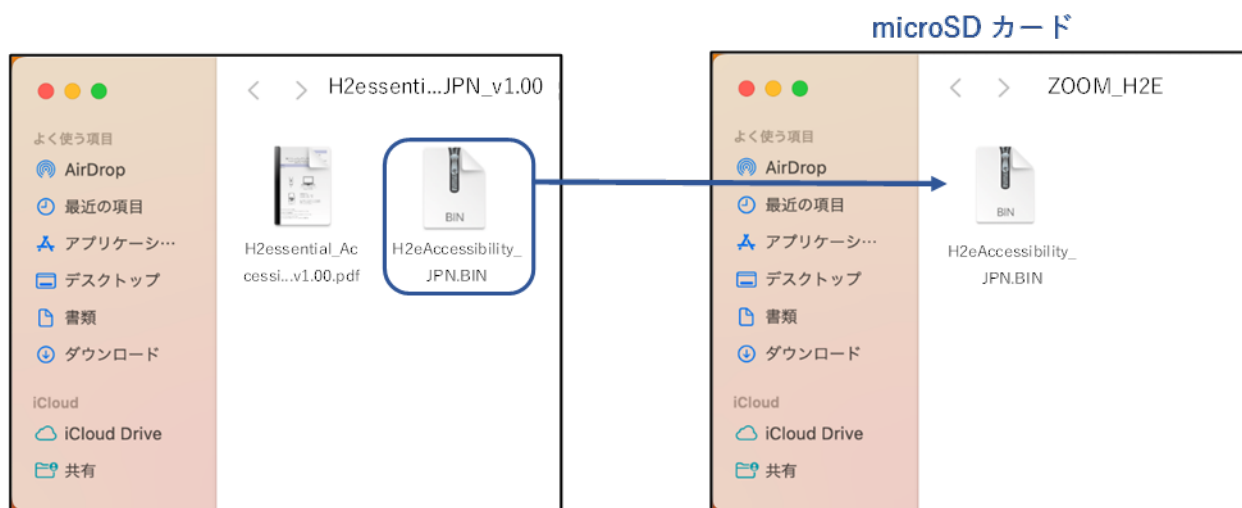 microSD カード
H2essenti...JPN_v1.00
よく使う項目
AirDrop
最近の項目
アプリケーシ…
デスクトップ
書類
ダウンロード
iCloud
iCloud Drive
共有
H2essential_Ac
cessi...v1.00.pdf
BIN
H2eAccessibility_
JPN.BIN
ZOOM_H2E
よく使う項目
AirDrop
最近の項目
アプリケーシ…
デスクトップ
書類
ダウンロード
iCloud
iCloud Drive
共有
BIN
H2eAccessibility_
JPN.BIN